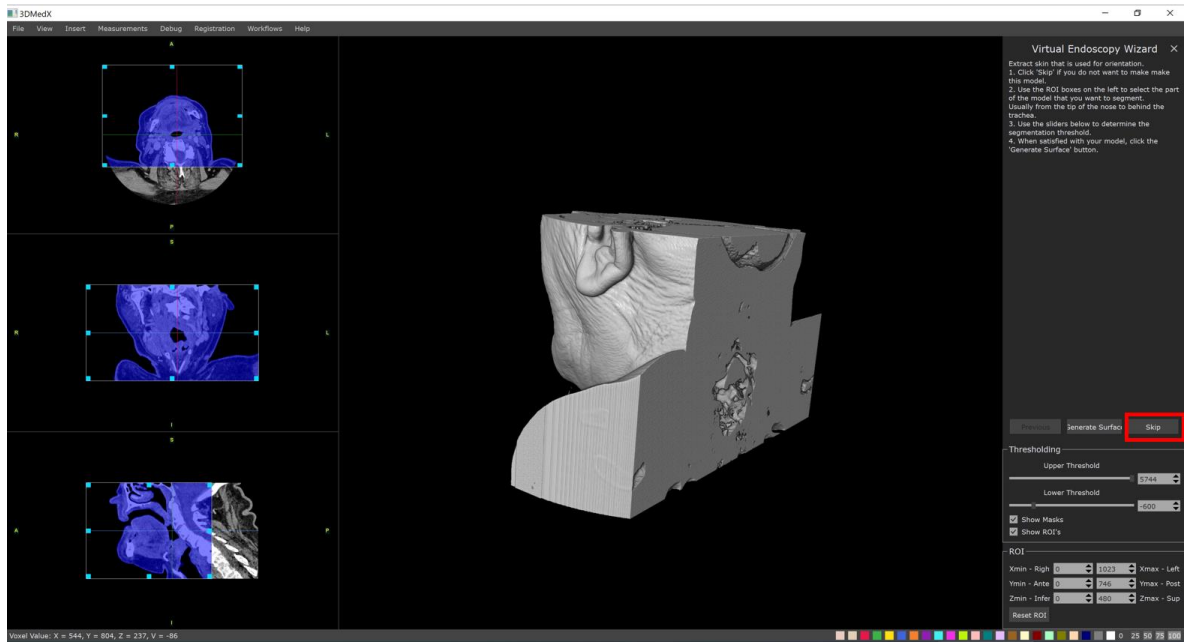 3DMedX
File View Insert Measurements Debug Registration Workflows Help
A
R L
P
S
R L
I
S
A P
I
Virtual Endoscopy Wizard
Extract skin that is used for orientation.
1. Click 'Skip' if you do not want to make make
this model.
2. Use the ROI boxes on the left to select the part
of the model that you want to segment.
Usually from the tip of the nose to behind the
trachea.
3. Use the sliders below to determine the
segmentation threshold.
4. When satisfied with your model, click the
'Generate Surface' button.
Previous Generate Surfac Skip
Thresholding
Upper Threshold
5744
Lower Threshold
-600
Show Masks
Show ROI's
ROI
Xmin - Righ 0 1023 Xmax - Left
Ymin - Ante 0 746 Ymax - Post
Zmin - Infer 0 480 Zmax - Sup
Reset ROI
Voxel Value: X = 544, Y = 804, Z = 237, V = -86
0 25 50 75 100